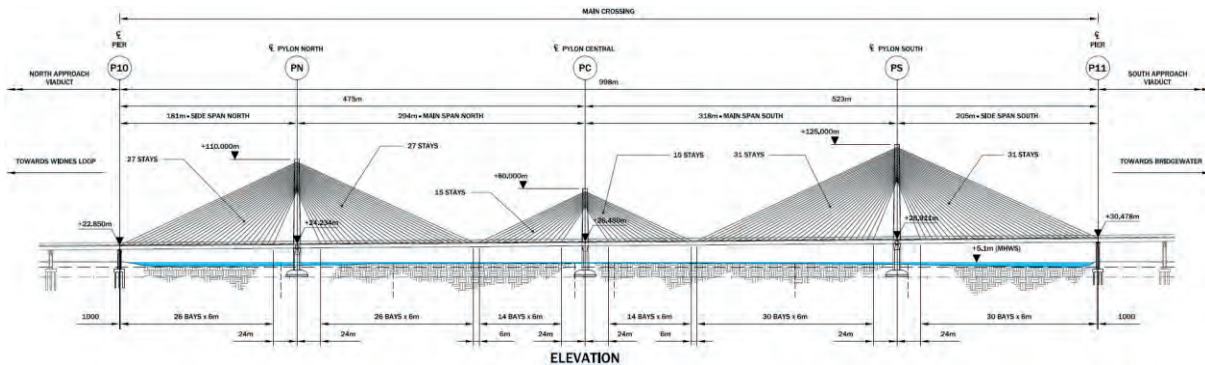 MAIN CROSSING
℄ PIER
℄ PYLON NORTH
℄ PYLON CENTRAL
℄ PYLON SOUTH
℄ PIER
P10
PN
PC
PS
P11
NORTH APPROACH VIADUCT
SOUTH APPROACH VIADUCT
998m
475m
523m
181m - SIDE SPAN NORTH
294m - MAIN SPAN NORTH
318m - MAIN SPAN SOUTH
205m - SIDE SPAN SOUTH
+110,000m
+80,000m
+125,000m
27 STAYS
27 STAYS
15 STAYS
15 STAYS
31 STAYS
31 STAYS
TOWARDS WIDNES LOOP
TOWARDS BRIDGEWATER
+22,850m
+24,234m
+30,478m
+5,1m (MHWS)
1000
26 BAYS x 6m
24m
24m
26 BAYS x 6m
14 BAYS x 6m
6m
24m
24m
14 BAYS x 6m
6m
30 BAYS x 6m
24m
24m
30 BAYS x 6m
1000
ELEVATION